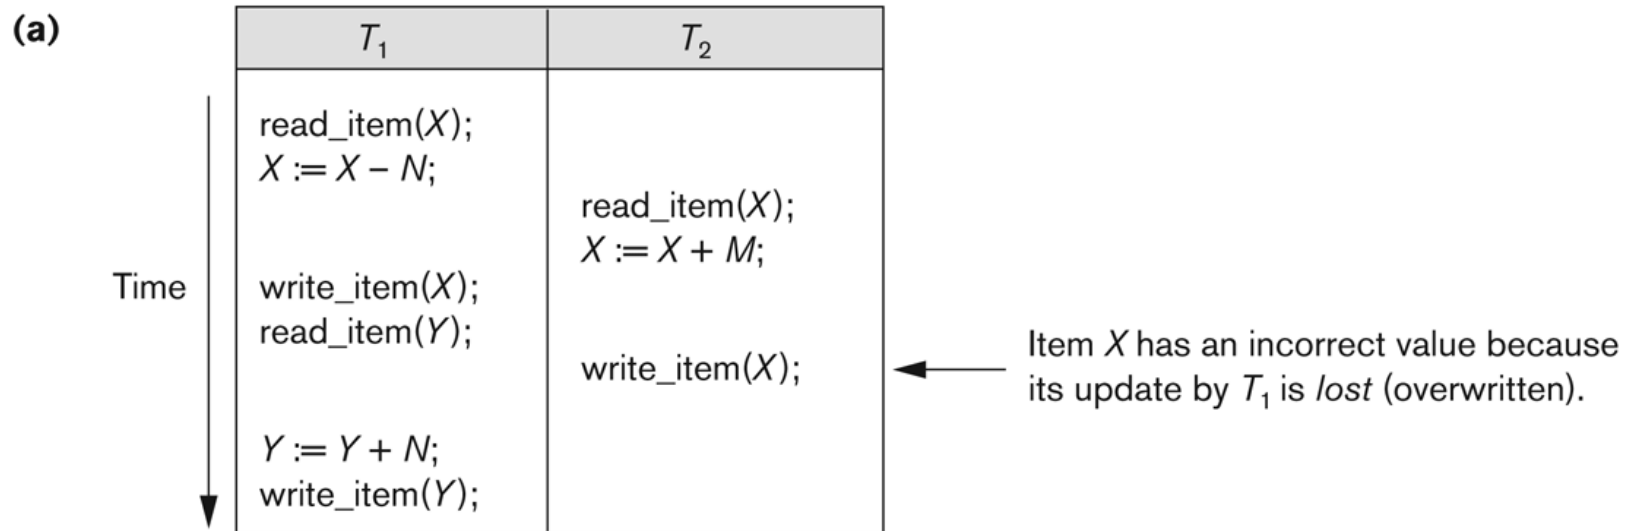 (a)
T1
T2
read_item(X);
X := X – N;
read_item(X);
X := X + M;
Time
write_item(X);
read_item(Y);
write_item(X);
Item X has an incorrect value because
its update by T1 is lost (overwritten).
Y := Y + N;
write_item(Y);